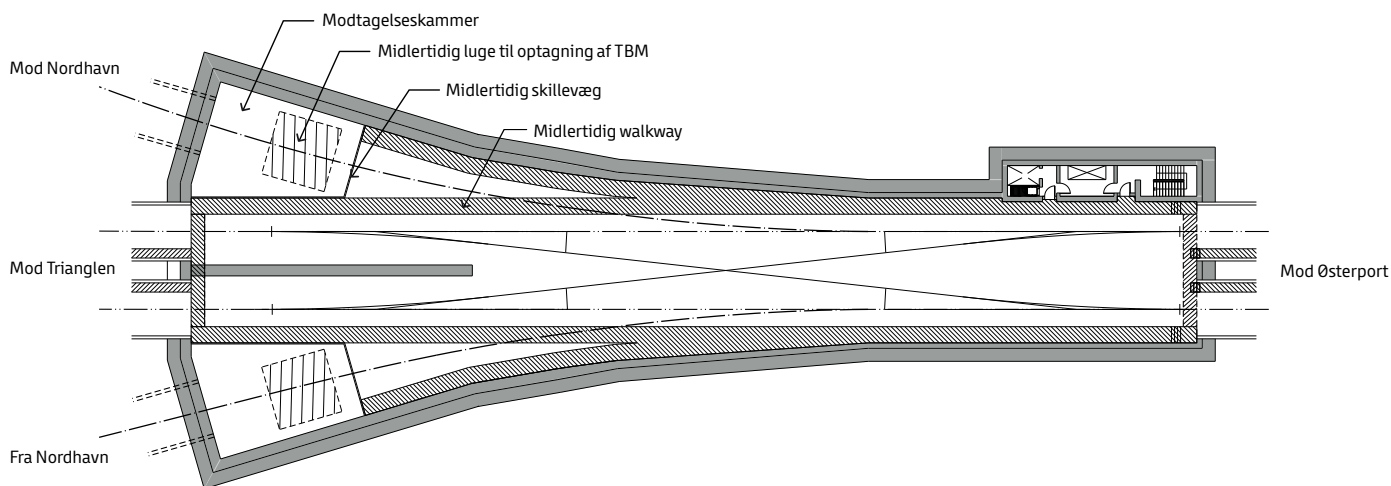 Modtagelseskammer
Midlertidig luge til optagning af TBM
Mod Nordhavn
Midlertidig skillevæg
Midlertidig walkway
Mod Trianglen
Mod Østerport
Fra Nordhavn